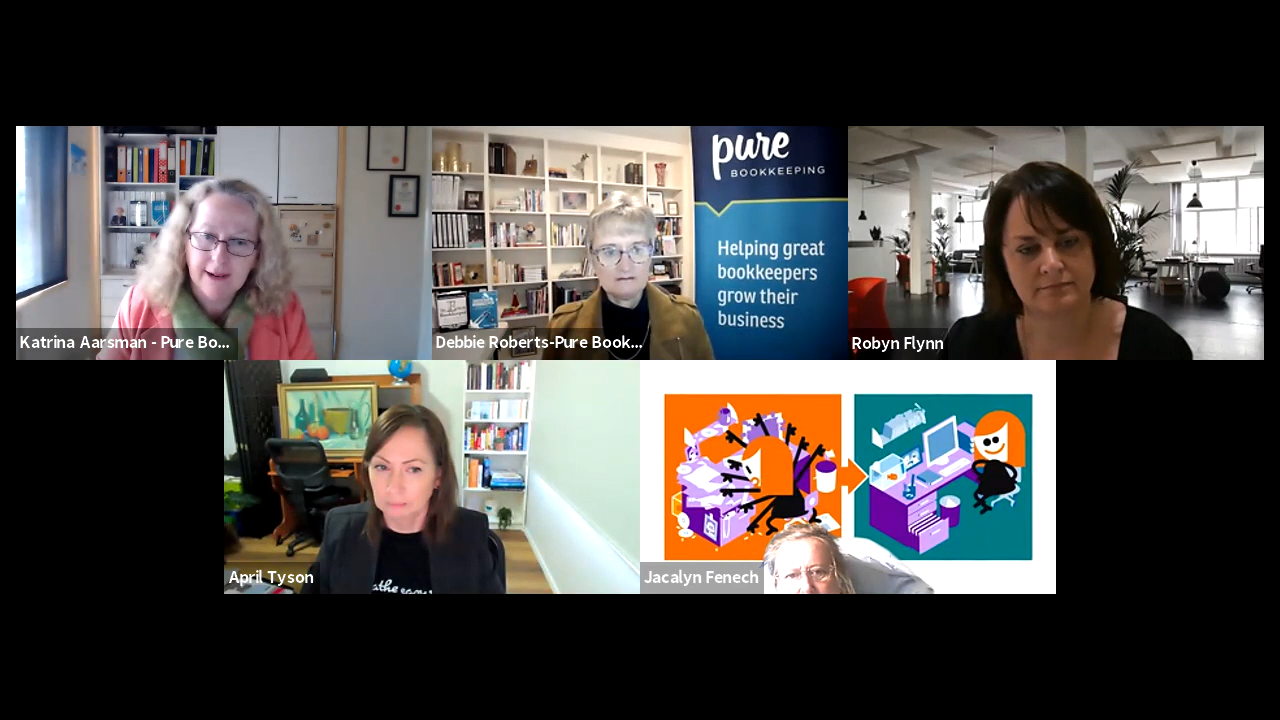 pure
BOOKKEEPING
Helping great
bookkeepers
grow their
business
Katrina Aarsman - Pure Bo...
Debbie Roberts-Pure Book...
Robyn Flynn
April Tyson
Jacalyn Fenech